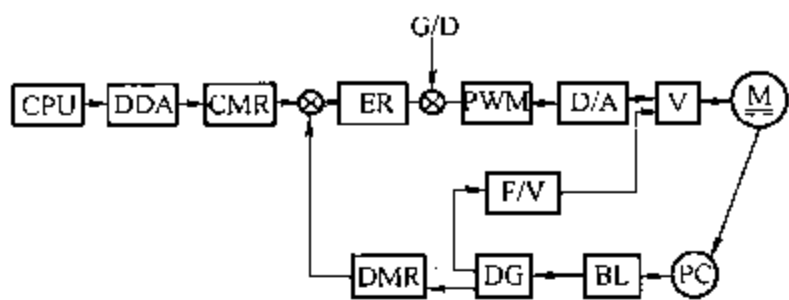 G/D
CPU DDA CMR ER PWM D/A V M
F/V
DMR DG BL PC